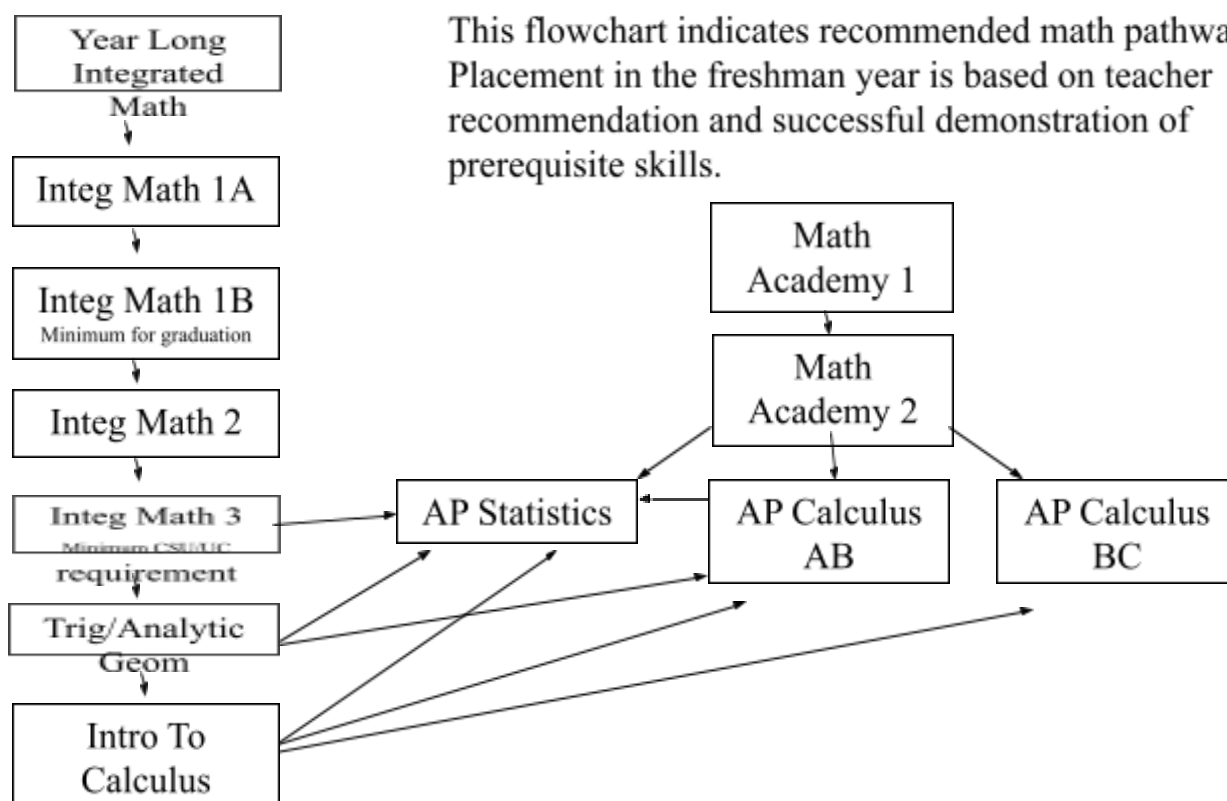 Year Long
Integrated
Math
This flowchart indicates recommended math pathwa
Placement in the freshman year is based on teacher
recommendation and successful demonstration of
prerequisite skills.
Integ Math 1A
Integ Math 1B
Minimum for graduation
Integ Math 2
Integ Math 3
Minimum CSU/UC
requirement
Trig/Analytic
Geom
Intro To
Calculus
Math
Academy 1
Math
Academy 2
AP Statistics
AP Calculus
AB
AP Calculus
BC